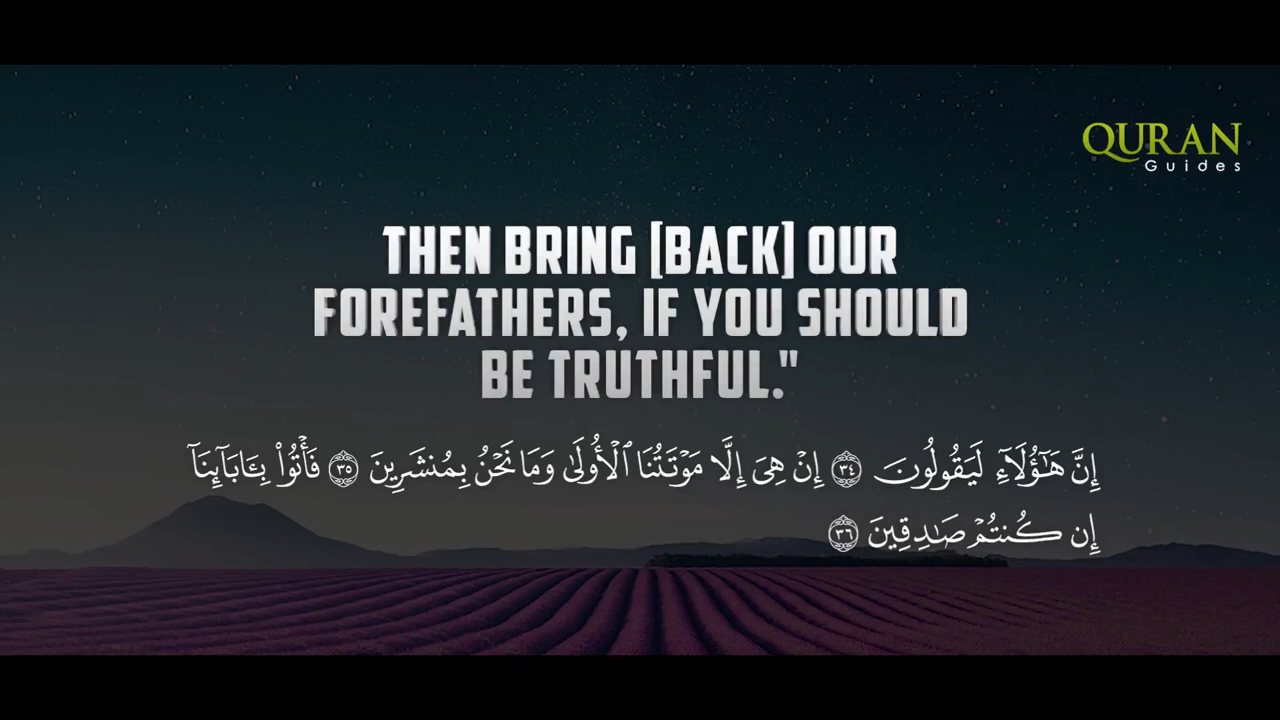 QURAN
Guides
THEN BRING [BACK] OUR
FOREFATHERS, IF YOU SHOULD
BE TRUTHFUL."
إِنَّ هَٰٓؤُلَآءِ لَيَقُولُونَ ٣٤ إِنْ هِىَ إِلَّا مَوْتَتُنَا ٱلْأُولَىٰ وَمَا نَحْنُ بِمُنشَرِينَ ٣٥ فَأْتُوا۟ بِـَٔابَآئِنَآ
إِن كُنتُمْ صَـٰدِقِينَ ٣٦